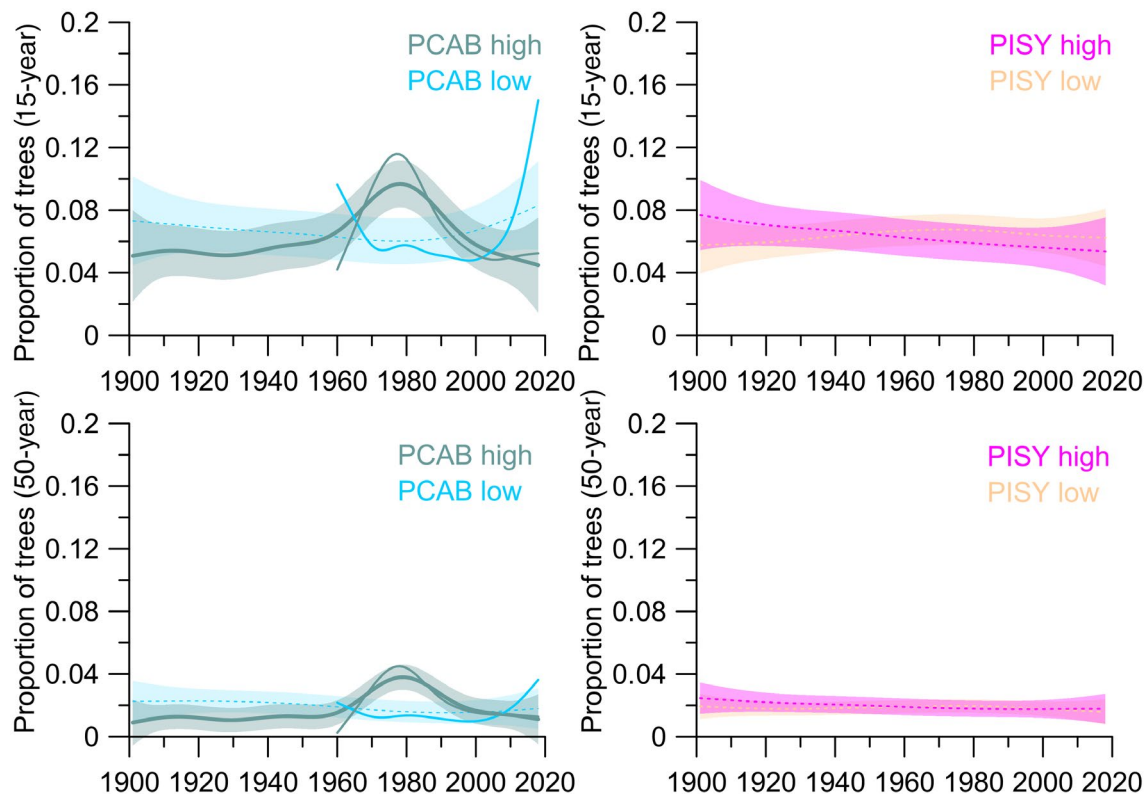 Proportion of trees (15-year)
0.2
0.16
0.12
0.08
0.04
0
PCAB high
PCAB low
1900 1920 1940 1960 1980 2000 2020
Proportion of trees (15-year)
0.2
0.16
0.12
0.08
0.04
0
PISY high
PISY low
1900 1920 1940 1960 1980 2000 2020
Proportion of trees (50-year)
0.2
0.16
0.12
0.08
0.04
0
PCAB high
PCAB low
1900 1920 1940 1960 1980 2000 2020
Proportion of trees (50-year)
0.2
0.16
0.12
0.08
0.04
0
PISY high
PISY low
1900 1920 1940 1960 1980 2000 2020